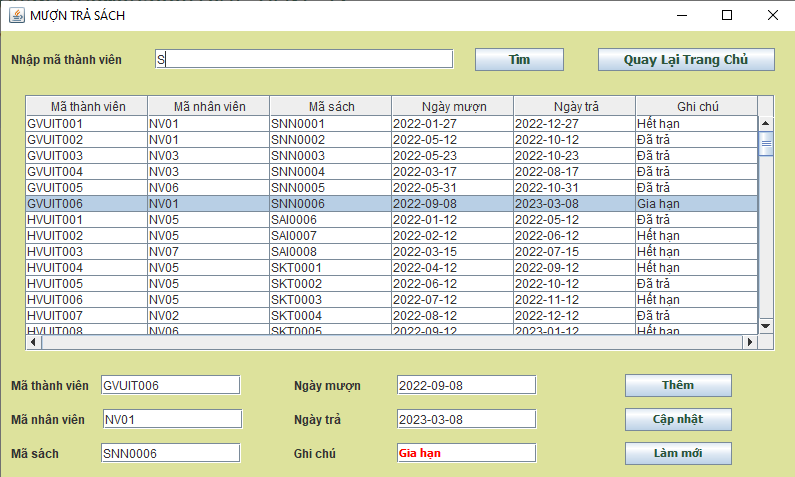 MƯỢN TRẢ SÁCH
Nhập mã thành viên S Tìm Quay Lại Trang Chủ
Mã thành viên Mã nhân viên Mã sách Ngày mượn Ngày trả Ghi chú
GVUIT001 NV01 SNN0001 2022-01-27 2022-12-27 Hết hạn
GVUIT002 NV01 SNN0002 2022-05-12 2022-10-12 Đã trả
GVUIT003 NV03 SNN0003 2022-05-23 2022-10-23 Đã trả
GVUIT004 NV03 SNN0004 2022-03-17 2022-08-17 Đã trả
GVUIT005 NV06 SNN0005 2022-05-31 2022-10-31 Đã trả
GVUIT006 NV01 SNN0006 2022-09-08 2023-03-08 Gia hạn
HVUIT001 NV05 SAI0006 2022-01-12 2022-05-12 Đã trả
HVUIT002 NV05 SAI0007 2022-02-12 2022-06-12 Hết hạn
HVUIT003 NV07 SAI0008 2022-03-15 2022-07-15 Hết hạn
HVUIT004 NV05 SKT0001 2022-04-12 2022-09-12 Hết hạn
HVUIT005 NV05 SKT0002 2022-06-12 2022-10-12 Đã trả
HVUIT006 NV05 SKT0003 2022-07-12 2022-11-12 Hết hạn
HVUIT007 NV02 SKT0004 2022-08-12 2022-12-12 Đã trả
HVUIT008 NV06 SKT0005 2022-09-12 2023-01-12 Hết hạn
Mã thành viên GVUIT006 Ngày mượn 2022-09-08 Thêm
Mã nhân viên NV01 Ngày trả 2023-03-08 Cập nhật
Mã sách SNN0006 Ghi chú Gia hạn Làm mới